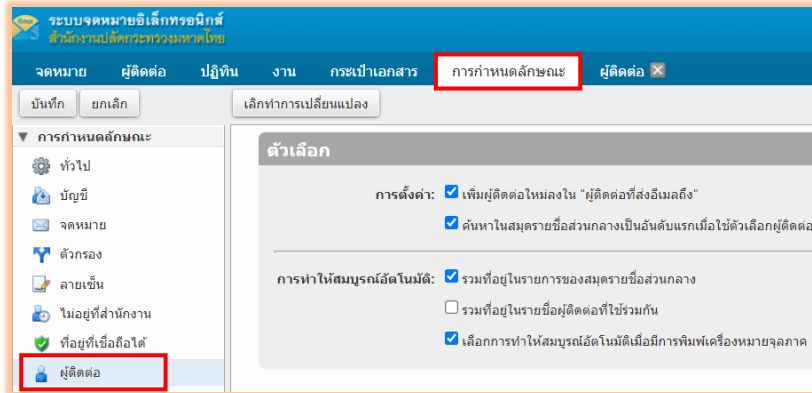 ระบบจดหมายอิเล็กทรอนิกส์
สำนักงานปลัดกระทรวงมหาดไทย
จดหมาย ผู้ติดต่อ ปฏิทิน งาน กระเป๋าเอกสาร การกำหนดลักษณะ ผู้ติดต่อ
บันทึก ยกเลิก เลิกทำการเปลี่ยนแปลง
การกำหนดลักษณะ
ทั่วไป
บัญชี
จดหมาย
ตัวกรอง
ลายเซ็น
ไม่อยู่ที่สำนักงาน
ที่อยู่ที่เชื่อถือได้
ผู้ติดต่อ
ตัวเลือก
การตั้งค่า: เพิ่มผู้ติดต่อใหม่ลงใน "ผู้ติดต่อที่ส่งอีเมลถึง"
ค้นหาในสมุดรายชื่อส่วนกลางเป็นอันดับแรกเมื่อใช้ตัวเลือกผู้ติดต่อ
การทำให้สมบูรณ์อัตโนมัติ: รวมที่อยู่ในรายการของสมุดรายชื่อส่วนกลาง
รวมที่อยู่ในรายชื่อผู้ติดต่อที่ใช้ร่วมกัน
เลือกการทำให้สมบูรณ์อัตโนมัติเมื่อมีการพิมพ์เครื่องหมายจุลภาค